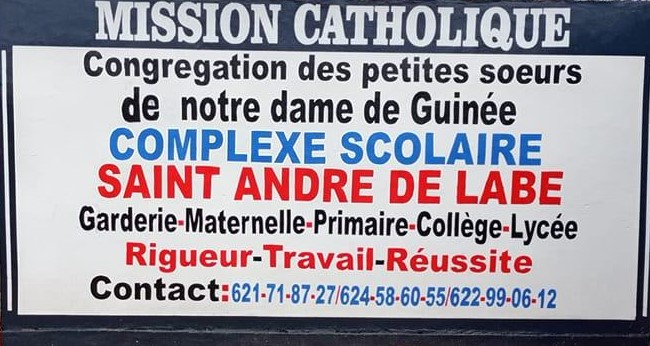 MISSION CATHOLIQUE
Congregation des petites soeurs
de notre dame de Guinée
COMPLEXE SCOLAIRE
SAINT ANDRE DE LABE
Garderie-Maternelle-Primaire-Collège-Lycée
Rigueur-Travail-Réussite
Contact:621-71-87-27/624-58-60-55/622-99-06-12